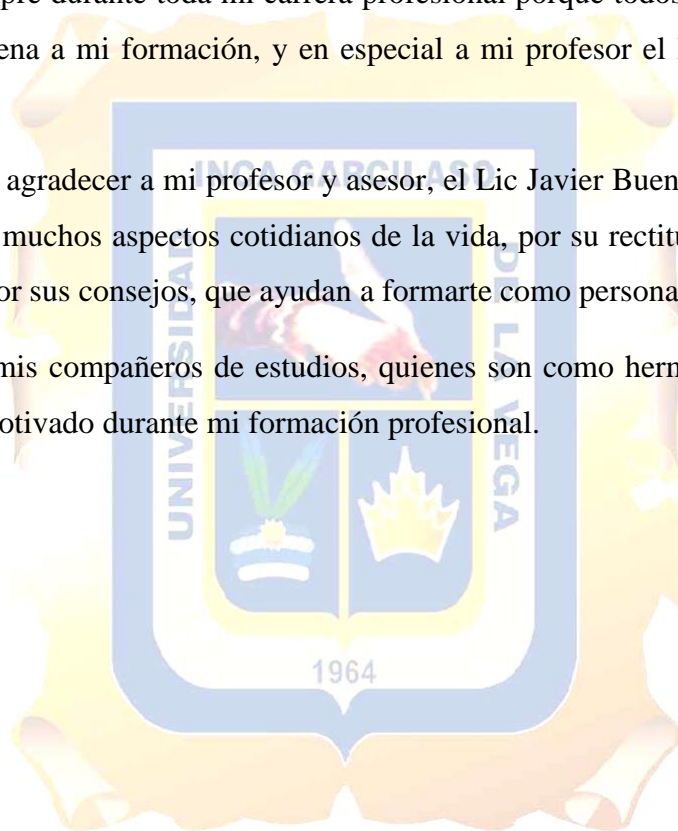 pre durante toda mi carrera profesional porque todos
ena a mi formación, y en especial a mi profesor el
agradecer a mi profesor y asesor, el Lic Javier Buen
muchos aspectos cotidianos de la vida, por su rectitu
or sus consejos, que ayudan a formarte como persona
mis compañeros de estudios, quienes son como herm
otivado durante mi formación profesional.
UNIVERSIDAD
INCA GARCILASO
DE LA VEGA
1964